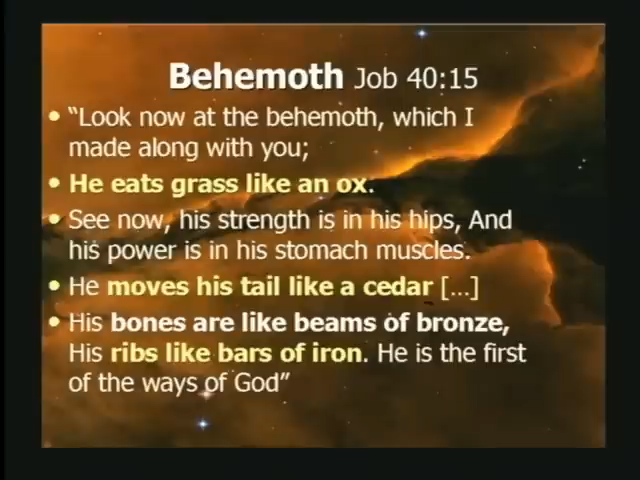 Behemoth Job 40:15
• “Look now at the behemoth, which I
made along with you;
• He eats grass like an ox.
• See now, his strength is in his hips, And
his power is in his stomach muscles.
• He moves his tail like a cedar [...]
• His bones are like beams of bronze,
His ribs like bars of iron. He is the first
of the ways of God”